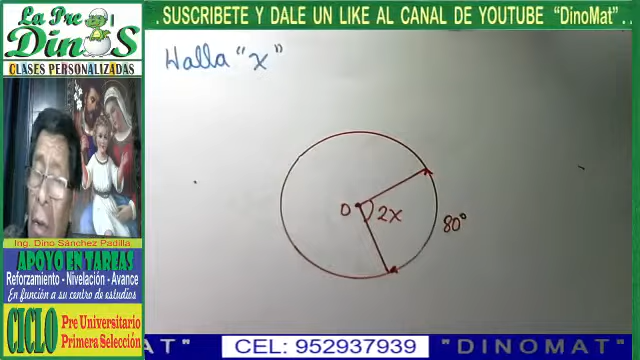 La Pre
DinoS
CLASES PERSONALIZADAS
. SUSCRIBETE Y DALE UN LIKE AL CANAL DE YOUTUBE “DinoMat” . .
Halla “x”
O
2x
80°
Ing. Dino Sánchez Padilla
APOYO EN TAREAS
Reforzamiento - Nivelación - Avance
En función a su centro de estudios
CICLO
Pre Universitario
Primera Selección
A T "
CEL: 952937939
" D I N O M A T "